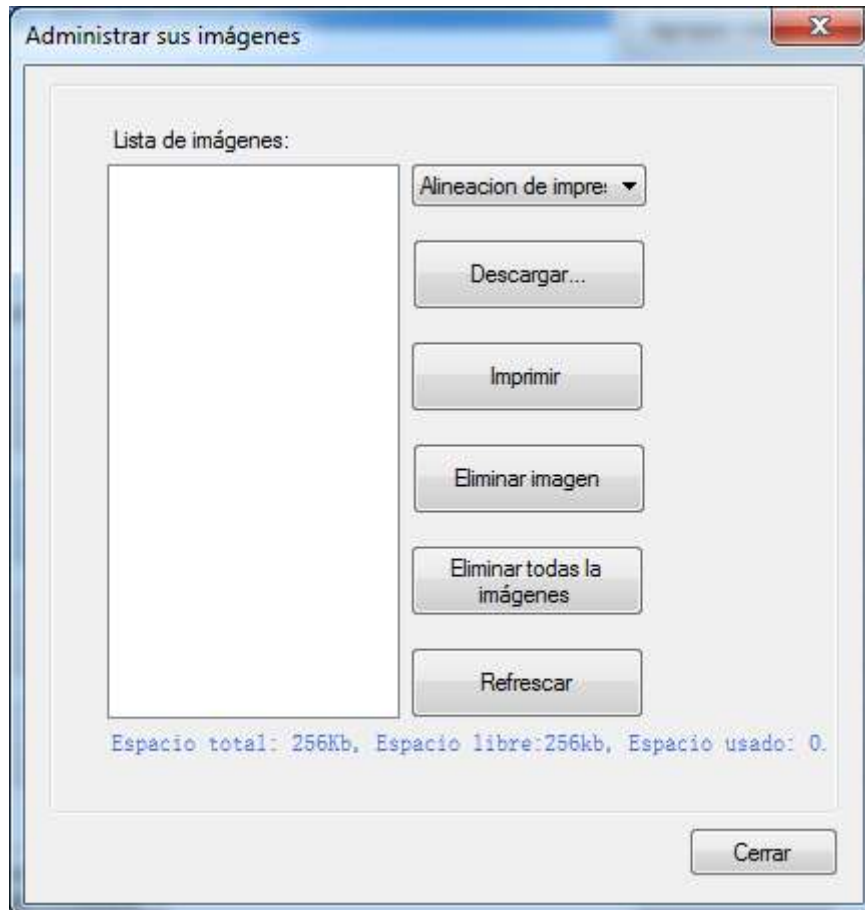 Administrar sus imágenes
Lista de imágenes:
Alineacion de impre
Descargar...
Imprimir
Eliminar imagen
Eliminar todas la
imágenes
Refrescar
Espacio total: 256Kb, Espacio libre:256kb, Espacio usado: 0.
Cerrar